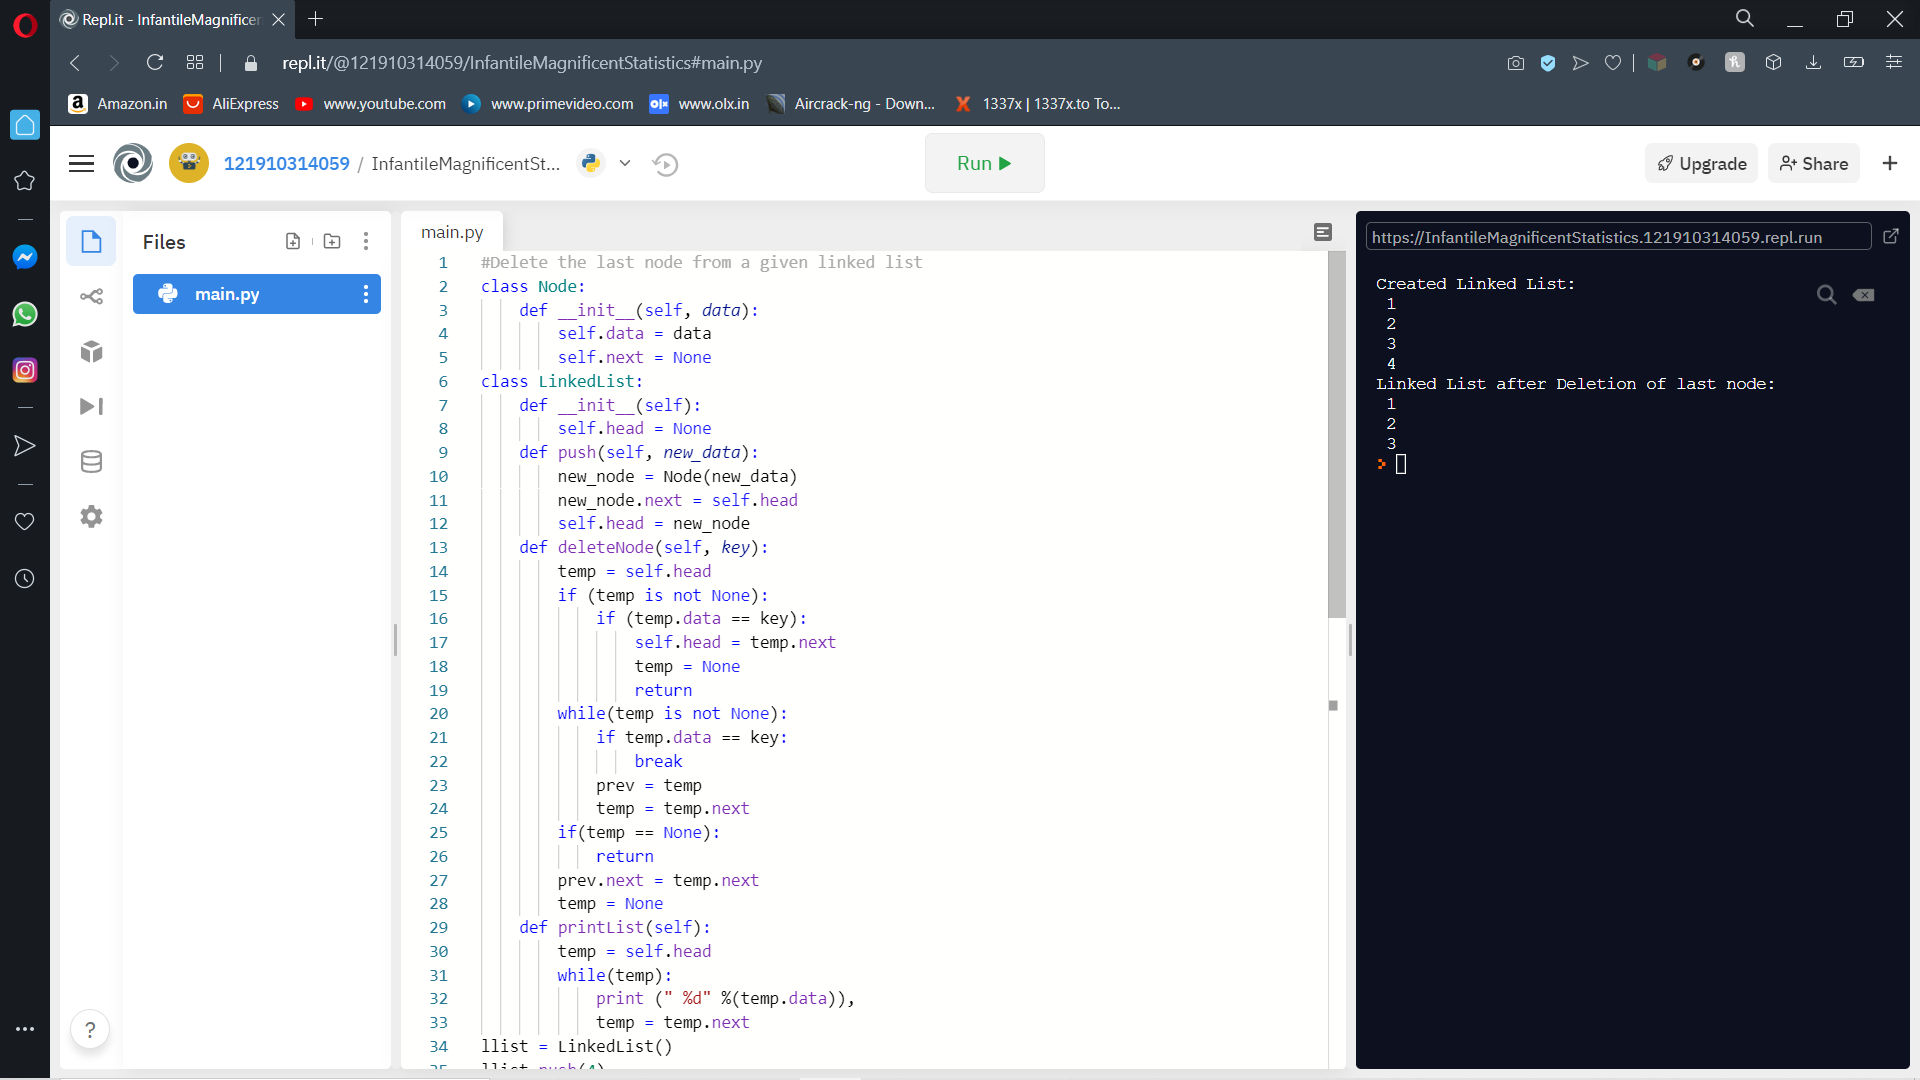 Repl.it - InfantileMagnificer
repl.it/@121910314059/InfantileMagnificentStatistics#main.py
Amazon.in AliExpress www.youtube.com www.primevideo.com www.olx.in Aircrack-ng - Down... 1337x | 1337x.to To...
121910314059 / InfantileMagnificentSt...
Run
Upgrade
Share
Files
main.py
main.py
1 #Delete the last node from a given linked list
2 class Node:
3 def __init__(self, data):
4 self.data = data
5 self.next = None
6 class LinkedList:
7 def __init__(self):
8 self.head = None
9 def push(self, new_data):
10 new_node = Node(new_data)
11 new_node.next = self.head
12 self.head = new_node
13 def deleteNode(self, key):
14 temp = self.head
15 if (temp is not None):
16 if (temp.data == key):
17 self.head = temp.next
18 temp = None
19 return
20 while(temp is not None):
21 if temp.data == key:
22 break
23 prev = temp
24 temp = temp.next
25 if(temp == None):
26 return
27 prev.next = temp.next
28 temp = None
29 def printList(self):
30 temp = self.head
31 while(temp):
32 print (" %d" %(temp.data)),
33 temp = temp.next
34 llist = LinkedList()
https://InfantileMagnificentStatistics.121910314059.repl.run
Created Linked List:
1
2
3
4
Linked List after Deletion of last node:
1
2
3
>
?